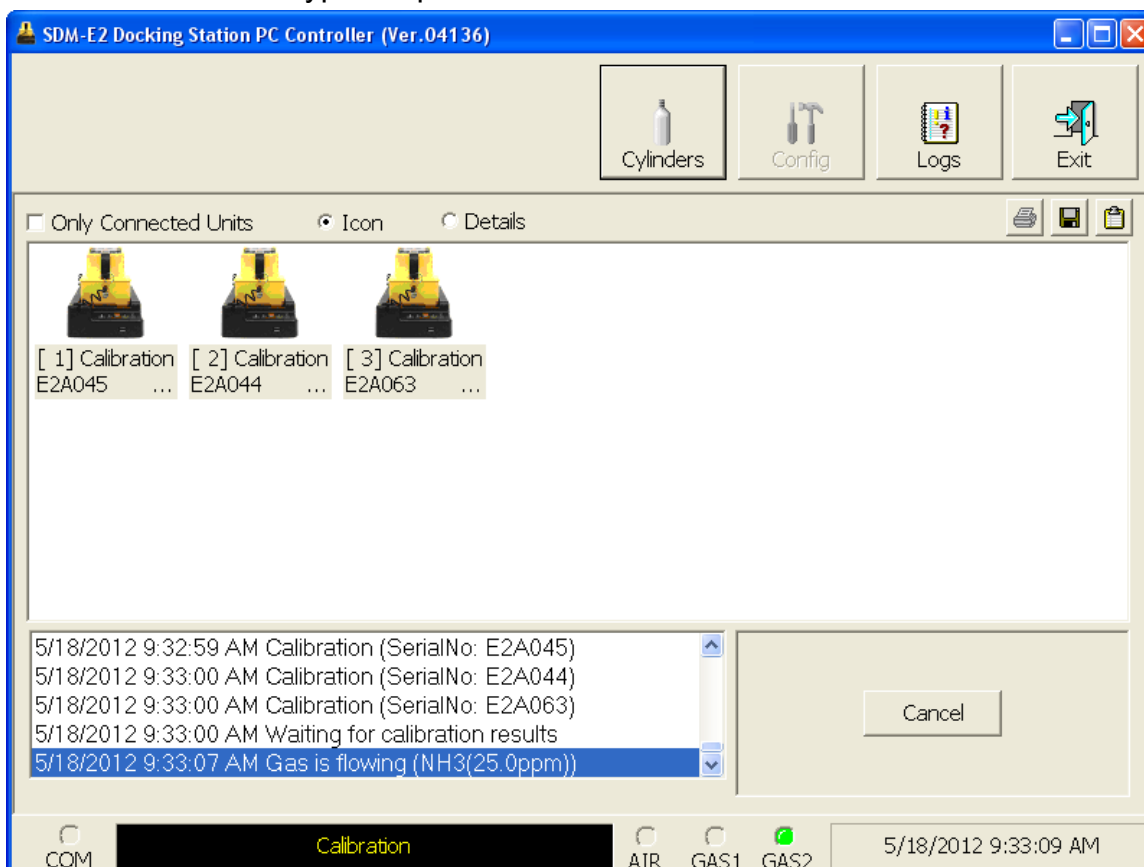 SDM-E2 Docking Station PC Controller (Ver.04136)
Cylinders
Config
Logs
Exit
Only Connected Units
Icon
Details
[ 1] Calibration
E2A045 ...
[ 2] Calibration
E2A044 ...
[ 3] Calibration
E2A063 ...
5/18/2012 9:32:59 AM Calibration (SerialNo: E2A045)
5/18/2012 9:33:00 AM Calibration (SerialNo: E2A044)
5/18/2012 9:33:00 AM Calibration (SerialNo: E2A063)
5/18/2012 9:33:00 AM Waiting for calibration results
5/18/2012 9:33:07 AM Gas is flowing (NH3(25.0ppm))
Cancel
COM
Calibration
AIR
GAS1
GAS2
5/18/2012 9:33:09 AM